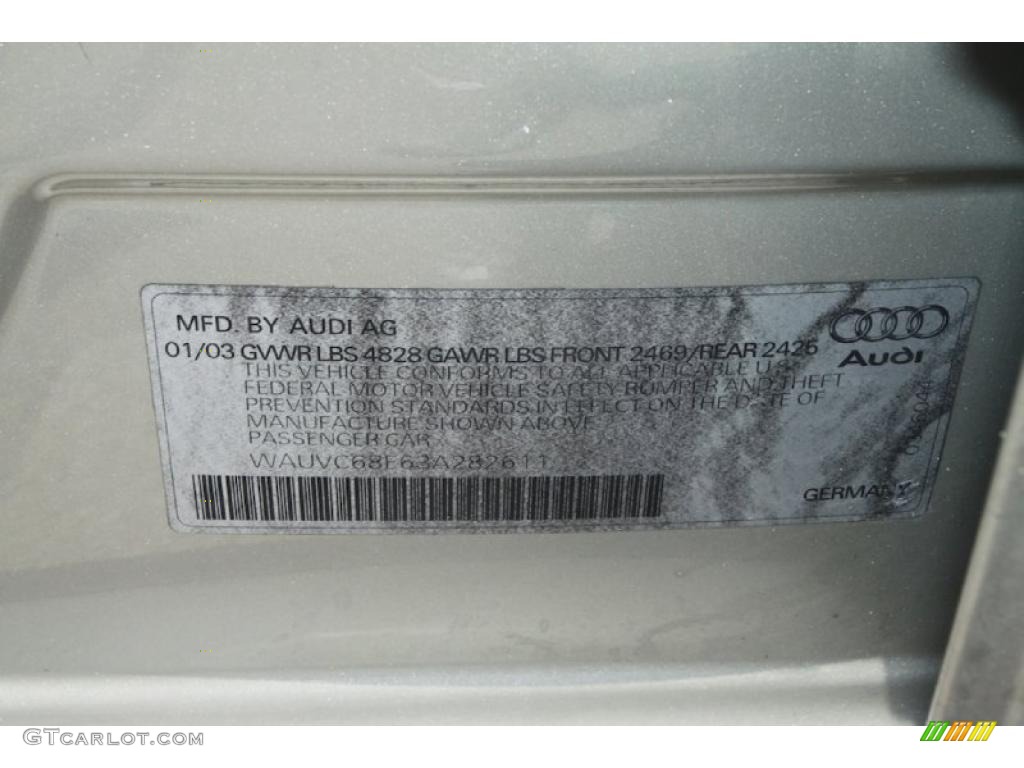 MFD. BY AUDI AG
01/03 GVWR LBS 4828 GAWR LBS FRONT 2469/REAR 2426
THIS VEHICLE CONFORMS TO ALL APPLICABLE U.S.
FEDERAL MOTOR VEHICLE SAFETY BUMPER AND THEFT
PREVENTION STANDARDS IN EFFECT ON THE DATE OF
MANUFACTURE SHOWN ABOVE
PASSENGER CAR
WAUVC68E63A282611
Audi
GERMANY
GTCARLOT.COM